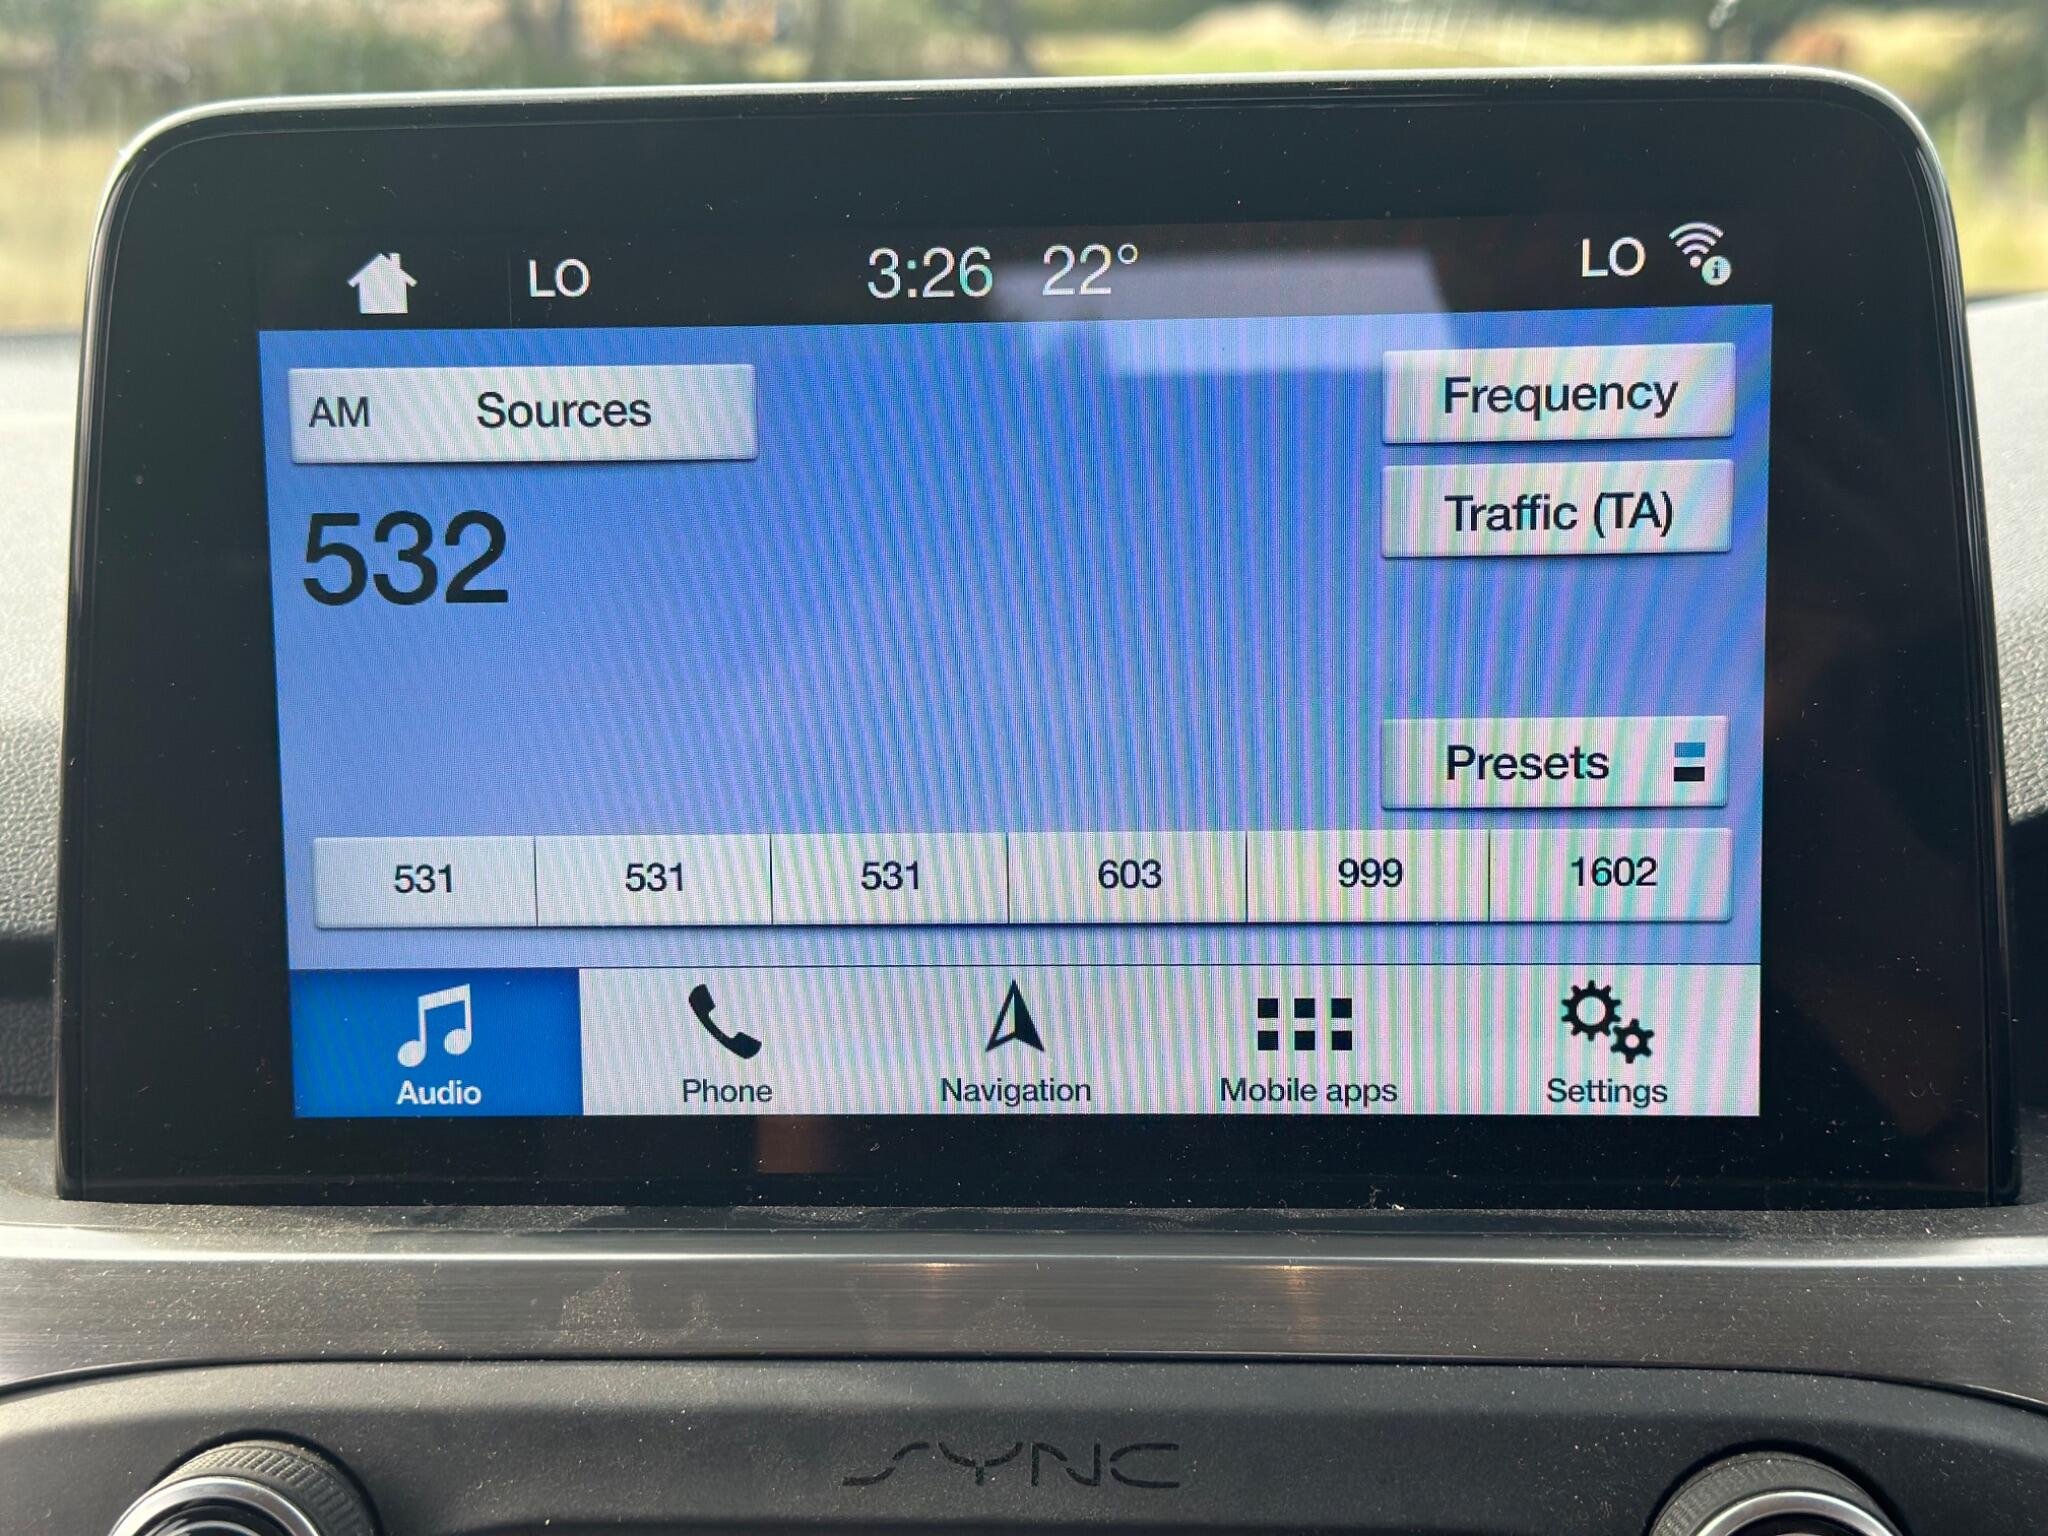 LO 3:26 22° LO
AM Sources
Frequency
532
Traffic (TA)
Presets
531 531 531 603 999 1602
Audio Phone Navigation Mobile apps Settings
SYNC